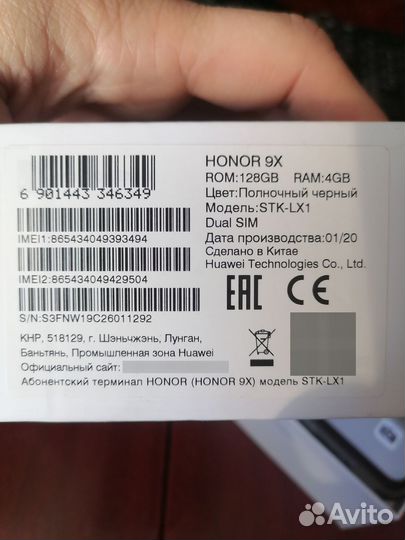 HONOR 9X
ROM:128GB RAM:4GB
Цвет:Полночный черный
Модель:STK-LX1
Dual SIM
Дата производства:01/20
Сделано в Китае
Huawei Technologies Co., Ltd.
6 901443 346349
IMEI1:865434049393494
IMEI2:865434049429504
S/N:S3FNW19C26011292
EAC CE
КНР, 518129, г. Шэньчжэнь, Лунган,
Баньтянь, Промышленная зона Huawei
Официальный сайт:
Абонентский терминал HONOR (HONOR 9X) модель STK-LX1
Avito